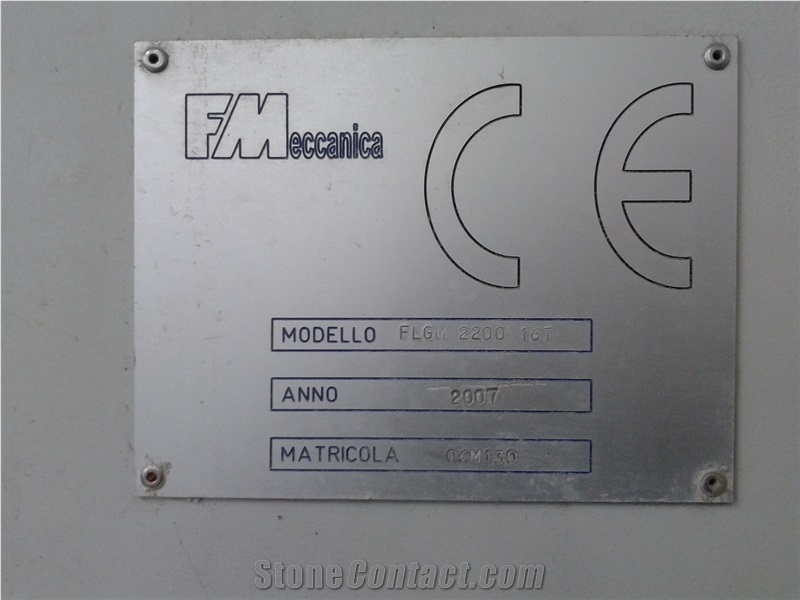 FMeccanica
CE
MODELLO FLGM 2200 16T
ANNO 2007
MATRICOLA
StoneContact.com